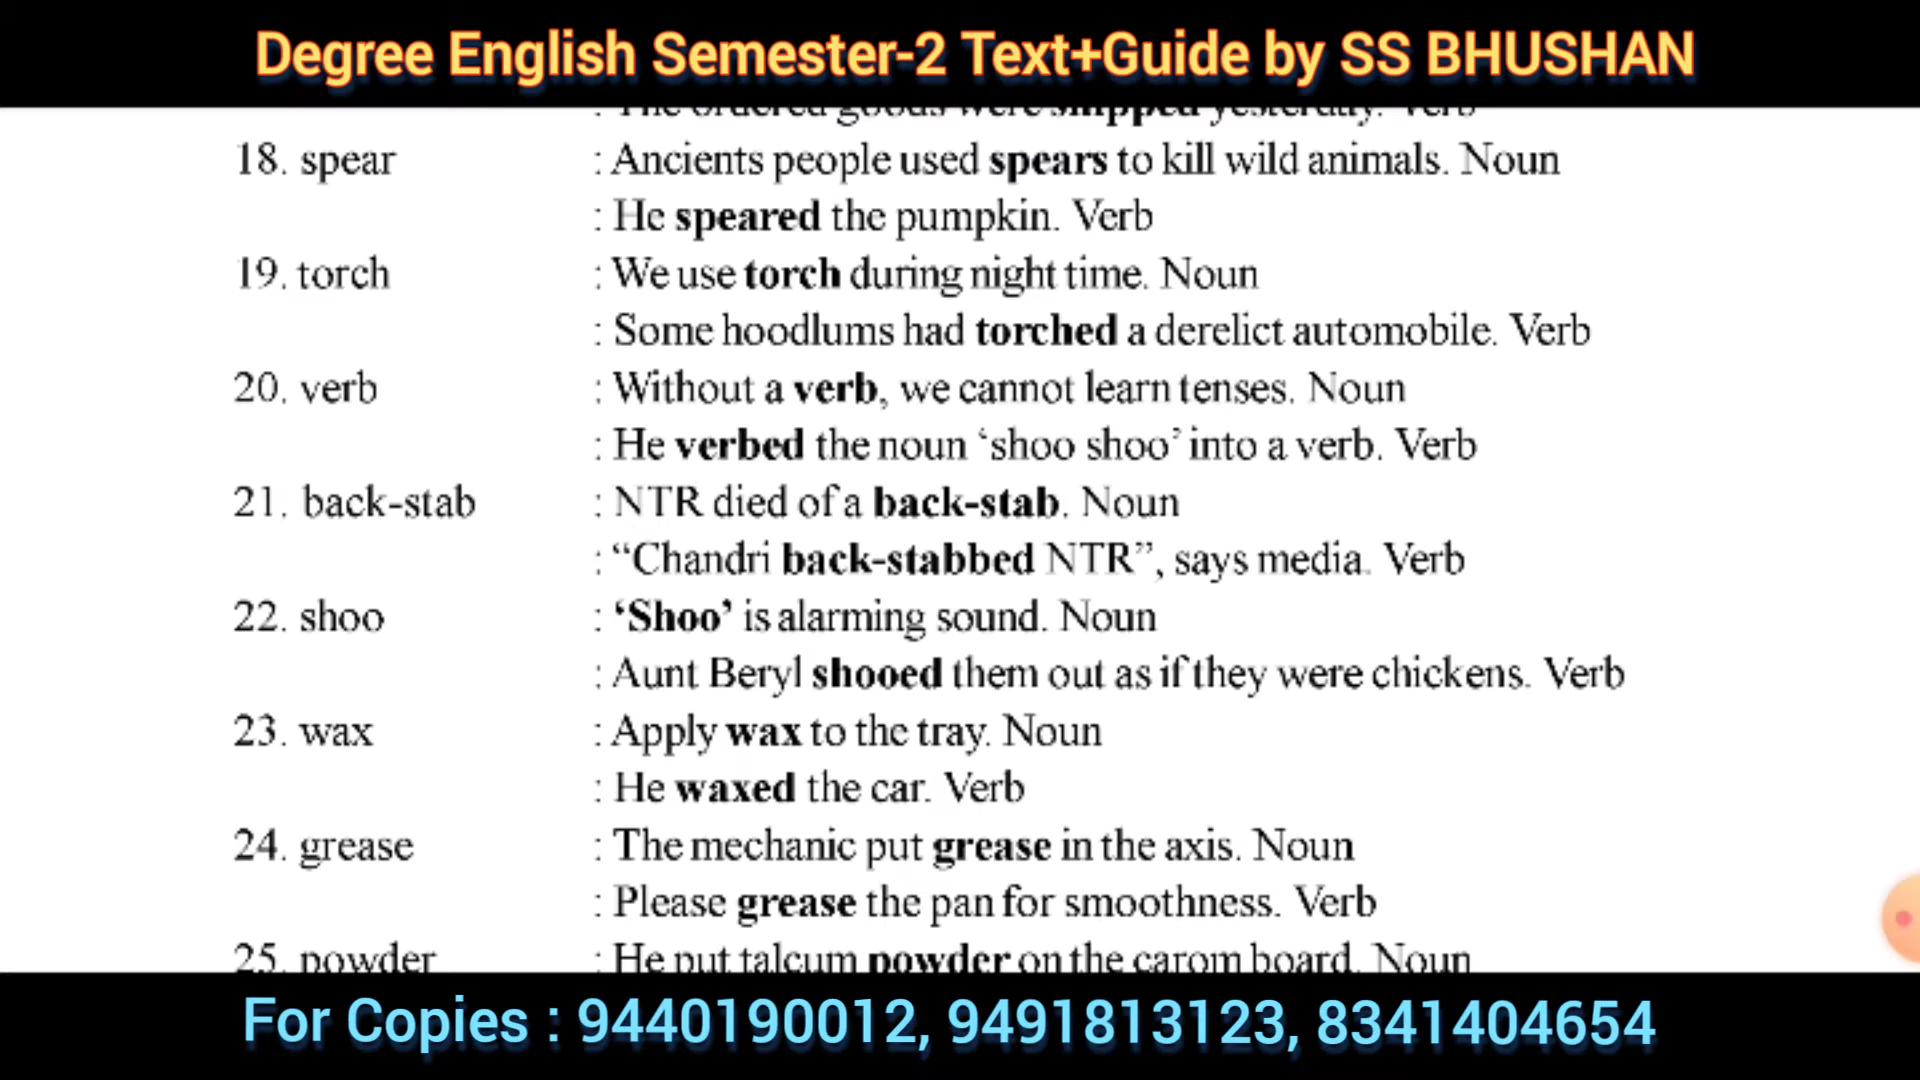 Degree English Semester-2 Text+Guide by SS BHUSHAN
: The ordered goods were shipped yesterday. Verb
18. spear : Ancients people used spears to kill wild animals. Noun
: He speared the pumpkin. Verb
19. torch : We use torch during night time. Noun
: Some hoodlums had torched a derelict automobile. Verb
20. verb : Without a verb, we cannot learn tenses. Noun
: He verbed the noun ‘shoo shoo’ into a verb. Verb
21. back-stab : NTR died of a back-stab. Noun
: “Chandri back-stabbed NTR”, says media. Verb
22. shoo : ‘Shoo’ is alarming sound. Noun
: Aunt Beryl shooed them out as if they were chickens. Verb
23. wax : Apply wax to the tray. Noun
: He waxed the car. Verb
24. grease : The mechanic put grease in the axis. Noun
: Please grease the pan for smoothness. Verb
25. powder : He put talcum powder on the carom board. Noun
For Copies : 9440190012, 9491813123, 8341404654